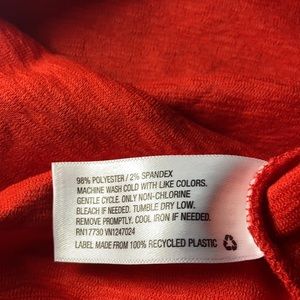 98% POLYESTER / 2% SPANDEX
MACHINE WASH COLD WITH LIKE COLORS.
GENTLE CYCLE. ONLY NON-CHLORINE
BLEACH IF NEEDED. TUMBLE DRY LOW.
REMOVE PROMPTLY. COOL IRON IF NEEDED.
RN17730 VN1247024
LABEL MADE FROM 100% RECYCLED PLASTIC